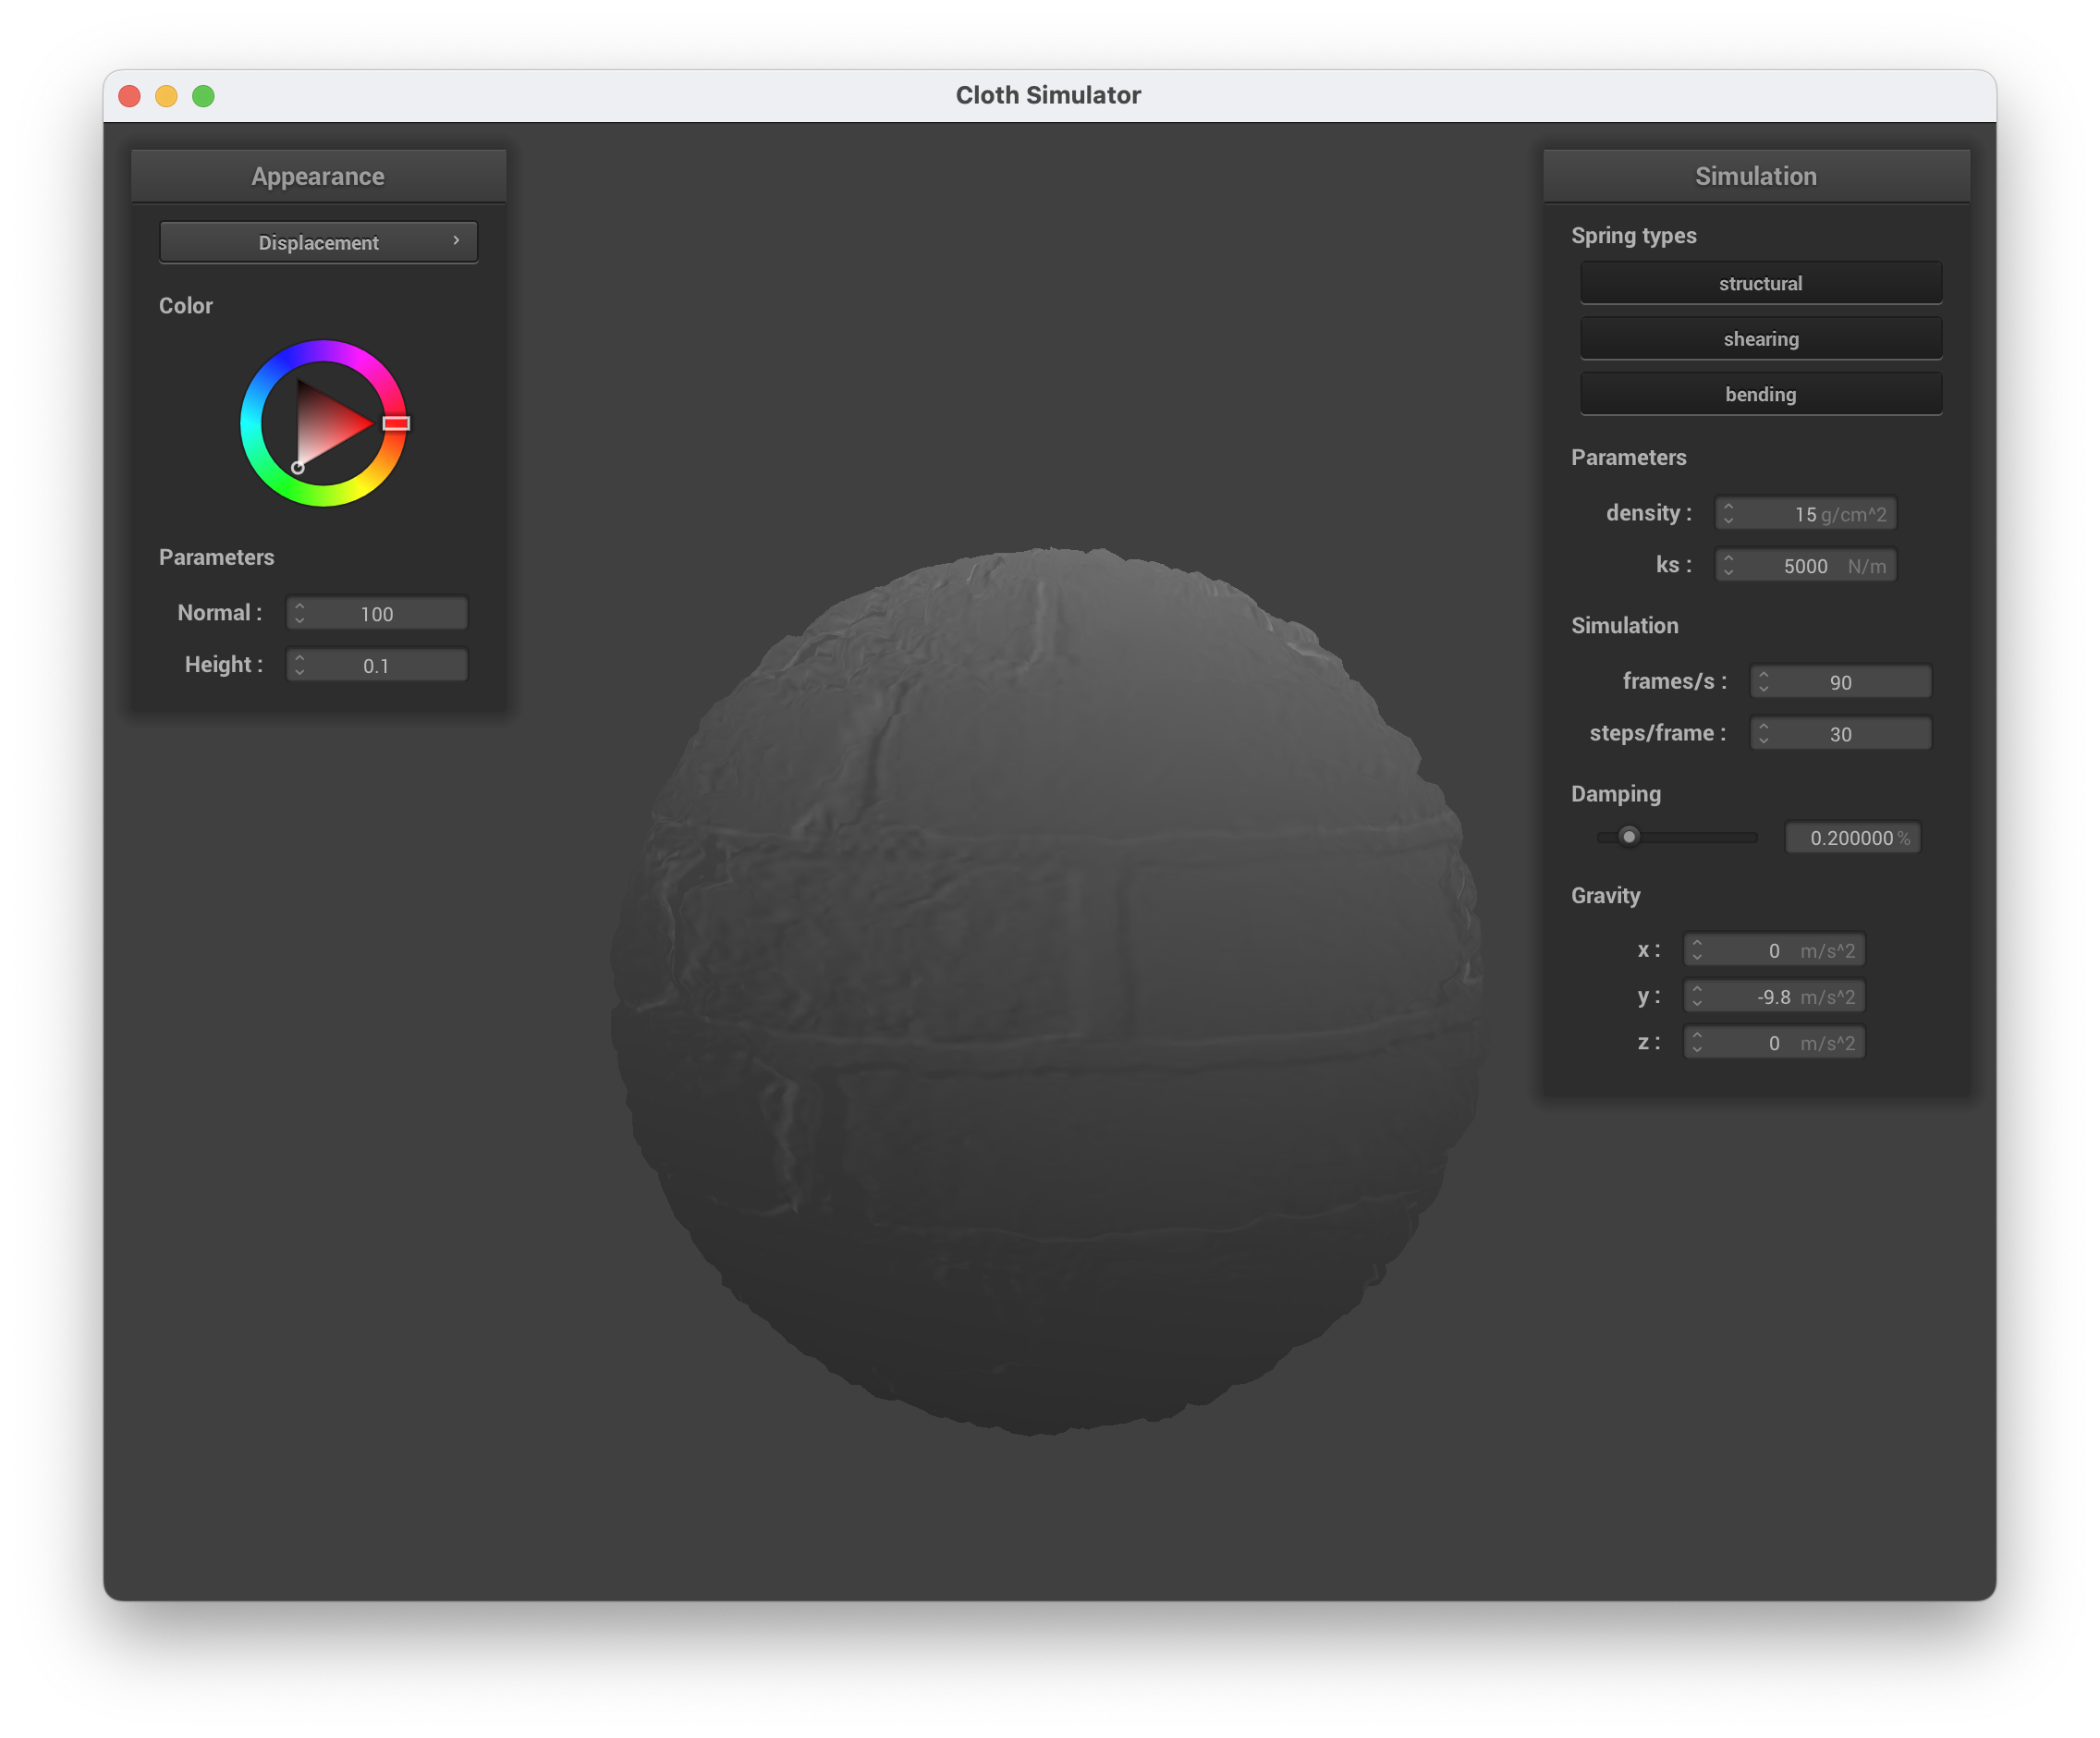 Cloth Simulator
Appearance
Displacement
Color
Parameters
Normal : 100
Height : 0.1
Simulation
Spring types
structural
shearing
bending
Parameters
density : 15 g/cm^2
ks : 5000 N/m
Simulation
frames/s : 90
steps/frame : 30
Damping
0.200000 %
Gravity
x : 0 m/s^2
y : -9.8 m/s^2
z : 0 m/s^2